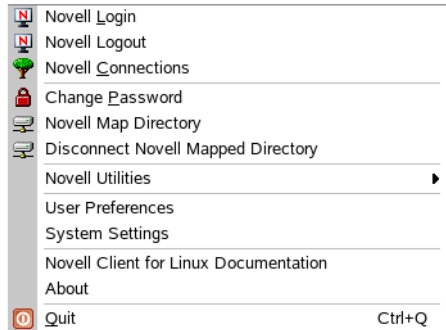 Novell Login
Novell Logout
Novell Connections
Change Password
Novell Map Directory
Disconnect Novell Mapped Directory
Novell Utilities
User Preferences
System Settings
Novell Client for Linux Documentation
About
Quit Ctrl+Q